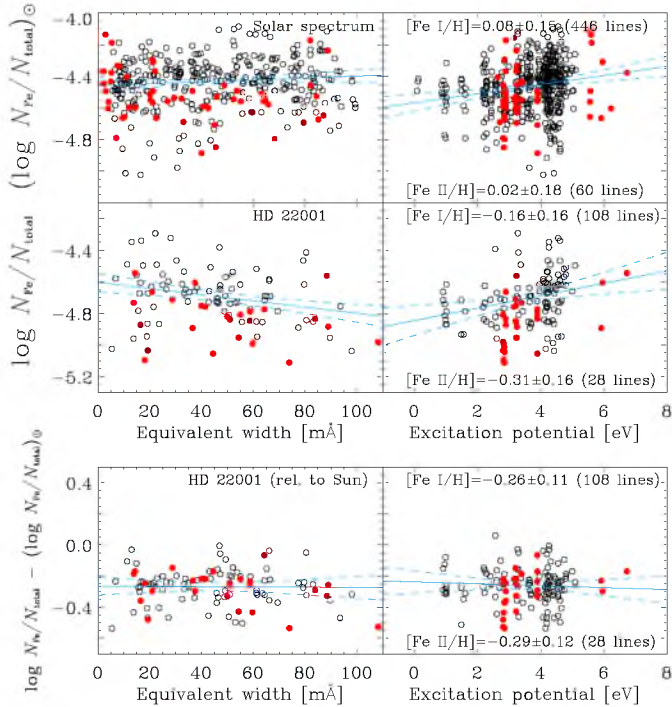 (log N_Fe/N_total)⊙
−4.0
−4.4
−4.8
Solar spectrum
[Fe I/H]=0.08±0.15 (446 lines)
[Fe II/H]=0.02±0.18 (60 lines)
log N_Fe/N_total
−4.4
−4.8
−5.2
HD 22001
[Fe I/H]=−0.16±0.16 (108 lines)
[Fe II/H]=−0.31±0.16 (28 lines)
0 20 40 60 80 100
0 2 4 6 8
Equivalent width [mÅ]
Excitation potential [eV]
log N_Fe/N_total − (log N_Fe/N_total)⊙
0.4
0.0
−0.4
HD 22001 (rel. to Sun)
[Fe I/H]=−0.26±0.11 (108 lines)
[Fe II/H]=−0.29±0.12 (28 lines)
0 20 40 60 80 100
0 2 4 6 8
Equivalent width [mÅ]
Excitation potential [eV]